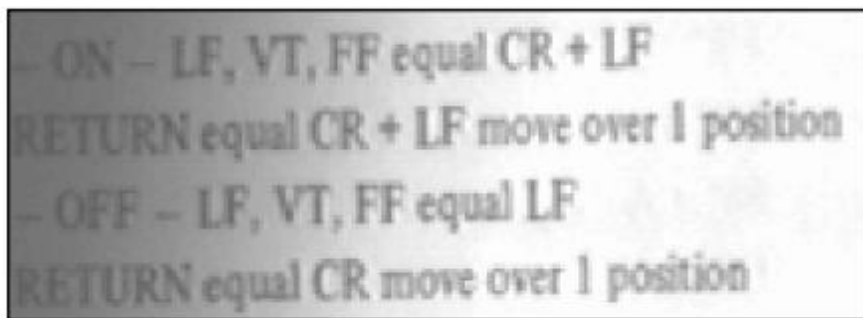 – ON – LF, VT, FF equal CR + LF
RETURN equal CR + LF move over 1 position
– OFF – LF, VT, FF equal LF
RETURN equal CR move over 1 position